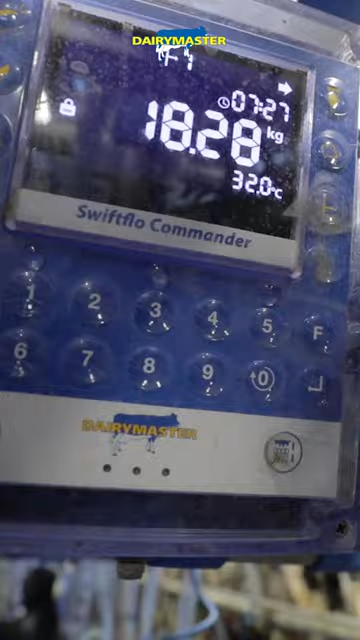 DAIRYMASTER
07:27
18.28 kg
32.0°c
Swiftflo Commander
1 2 3 4 5 F
6 7 8 9 0
DAIRYMASTER